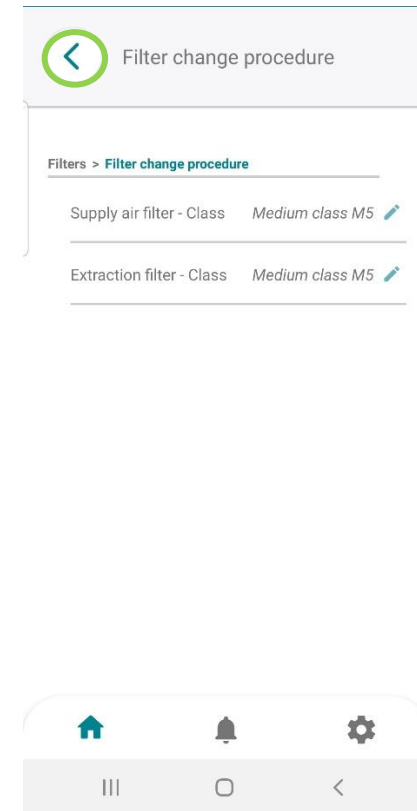 Filter change procedure
Filters > Filter change procedure
Supply air filter - Class Medium class M5
Extraction filter - Class Medium class M5